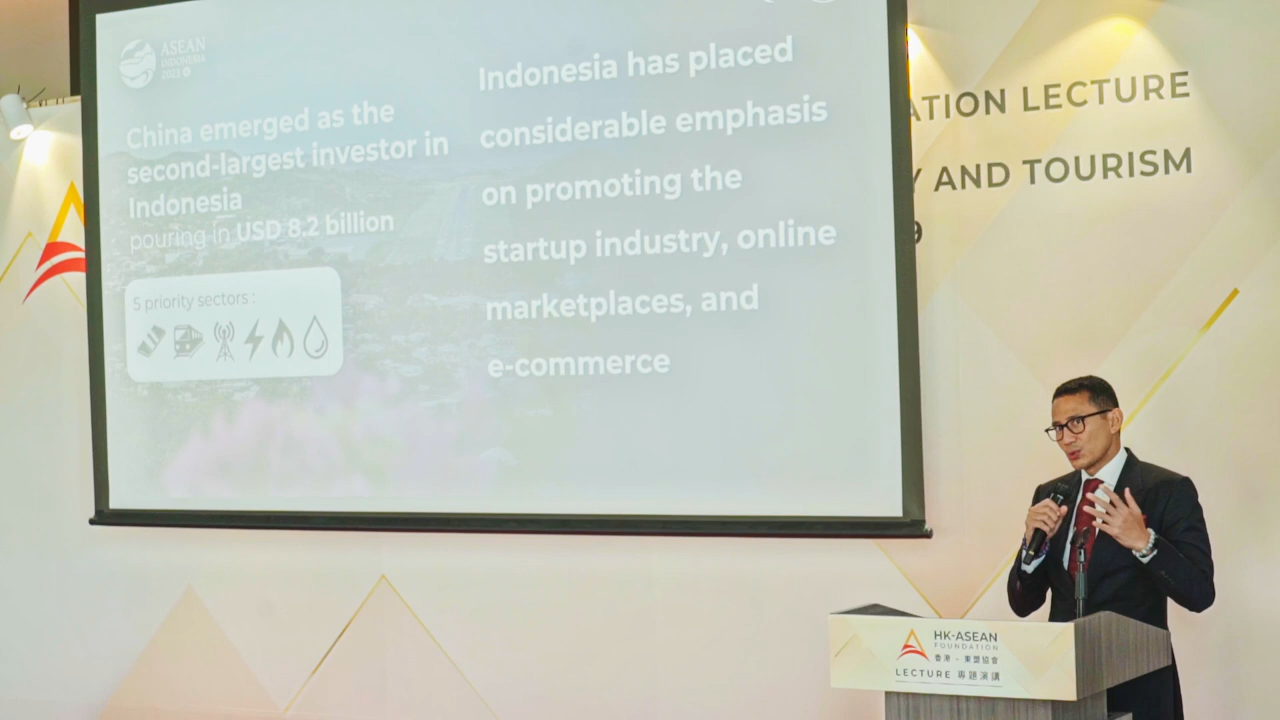 ASEAN
INDONESIA
2023
China emerged as the
second-largest investor in
Indonesia
pouring in USD 8.2 billion
5 priority sectors :
Indonesia has placed
considerable emphasis
on promoting the
startup industry, online
marketplaces, and
e-commerce
ATION LECTURE
Y AND TOURISM
9
HK-ASEAN
FOUNDATION
香港 - 東盟協會
LECTURE 專題演講